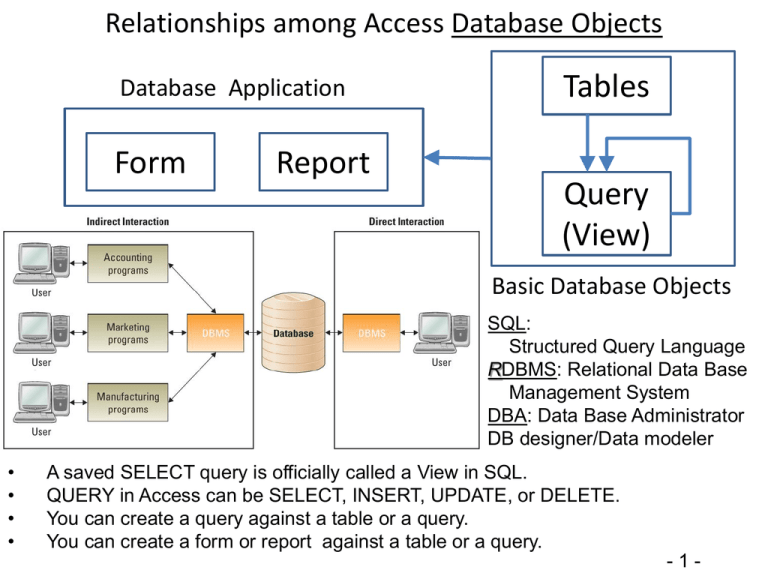 Relationships among Access Database Objects
Database Application
Form
Report
Tables
Query
(View)
Basic Database Objects
Indirect Interaction
Direct Interaction
User
Accounting
programs
User
Marketing
programs
User
Manufacturing
programs
DBMS
Database
DBMS
User
SQL:
Structured Query Language
RDBMS: Relational Data Base
Management System
DBA: Data Base Administrator
DB designer/Data modeler
• A saved SELECT query is officially called a View in SQL.
• QUERY in Access can be SELECT, INSERT, UPDATE, or DELETE.
• You can create a query against a table or a query.
• You can create a form or report against a table or a query.
- 1 -